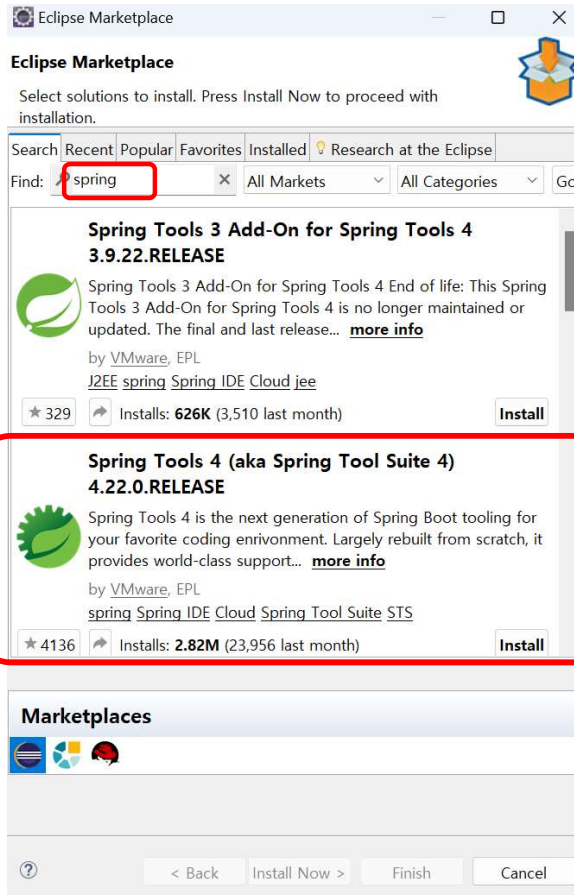 Eclipse Marketplace
Eclipse Marketplace
Select solutions to install. Press Install Now to proceed with
installation.
Search Recent Popular Favorites Installed Research at the Eclipse
Find: spring × All Markets All Categories Go
Spring Tools 3 Add-On for Spring Tools 4
3.9.22.RELEASE
Spring Tools 3 Add-On for Spring Tools 4 End of life: This Spring
Tools 3 Add-On for Spring Tools 4 is no longer maintained or
updated. The final and last release... more info
by VMware, EPL
J2EE spring Spring IDE Cloud jee
329 Installs: 626K (3,510 last month) Install
Spring Tools 4 (aka Spring Tool Suite 4)
4.22.0.RELEASE
Spring Tools 4 is the next generation of Spring Boot tooling for
your favorite coding enrivonment. Largely rebuilt from scratch, it
provides world-class support... more info
by VMware, EPL
spring Spring IDE Cloud Spring Tool Suite STS
4136 Installs: 2.82M (23,956 last month) Install
Marketplaces
? < Back Install Now > Finish Cancel